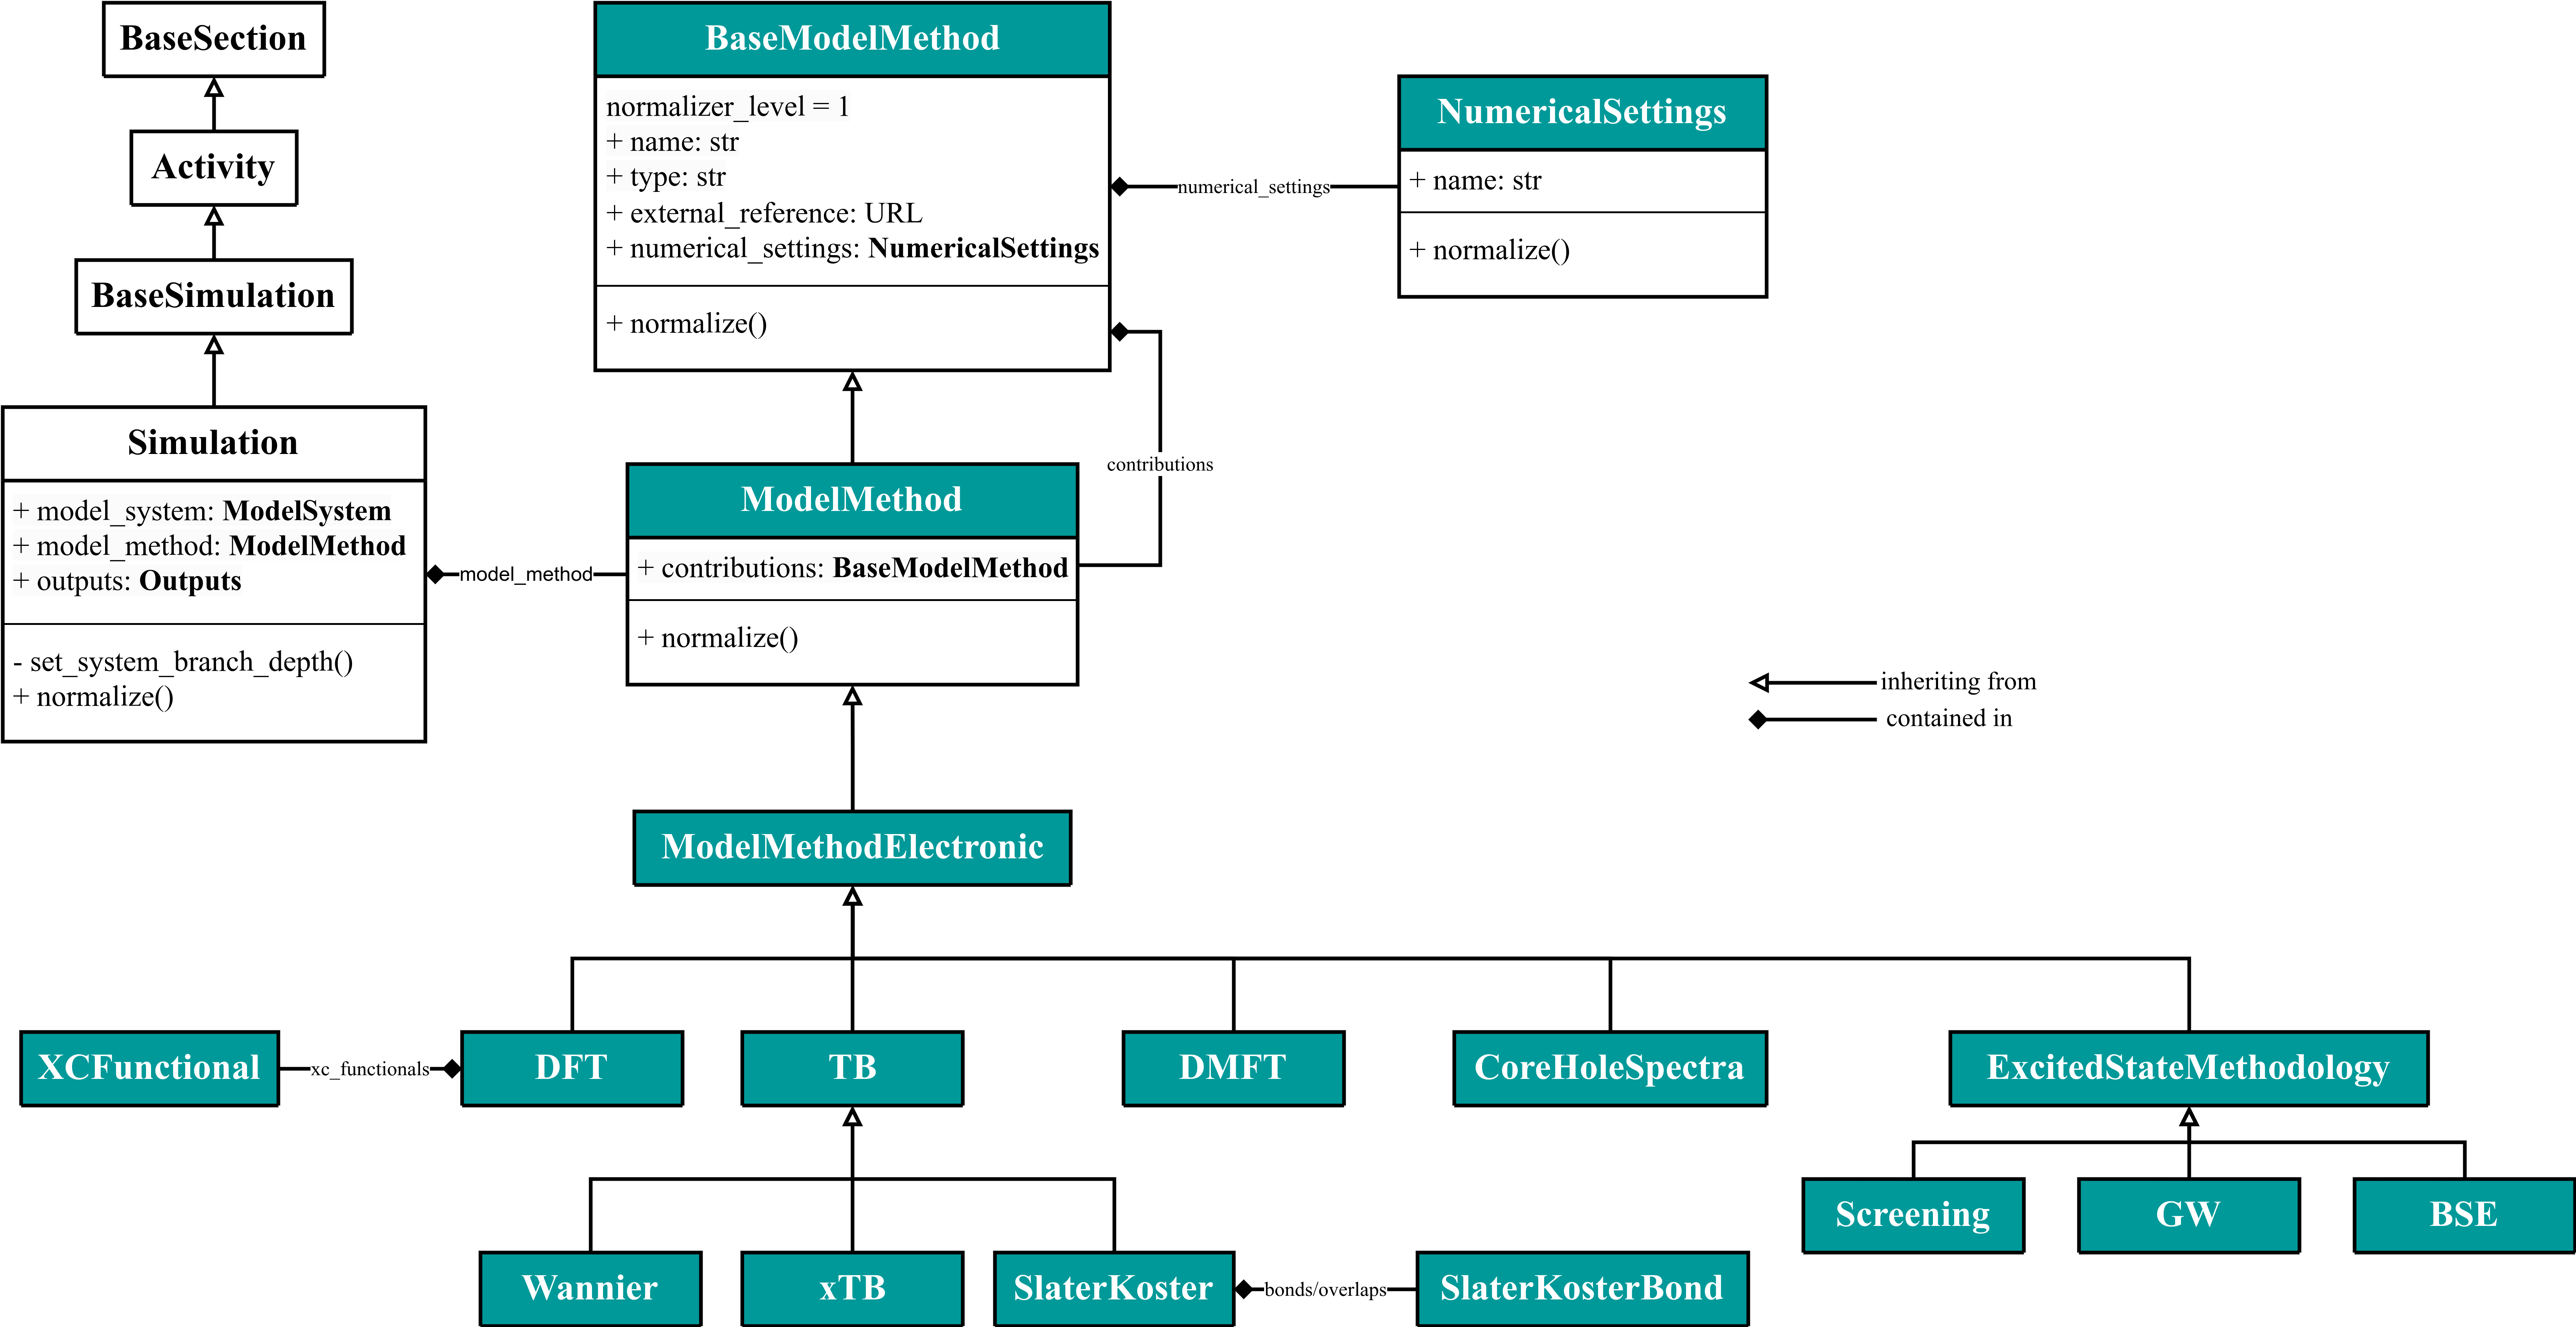 BaseSection
Activity
BaseSimulation
Simulation
+ model_system: ModelSystem
+ model_method: ModelMethod
+ outputs: Outputs
- set_system_branch_depth()
+ normalize()
model_method
BaseModelMethod
normalizer_level = 1
+ name: str
+ type: str
+ external_reference: URL
+ numerical_settings: NumericalSettings
+ normalize()
numerical_settings
NumericalSettings
+ name: str
+ normalize()
contributions
ModelMethod
+ contributions: BaseModelMethod
+ normalize()
inheriting from
contained in
ModelMethodElectronic
XCFunctional
xc_functionals
DFT
TB
DMFT
CoreHoleSpectra
ExcitedStateMethodology
Screening
GW
BSE
Wannier
xTB
SlaterKoster
bonds/overlaps
SlaterKosterBond